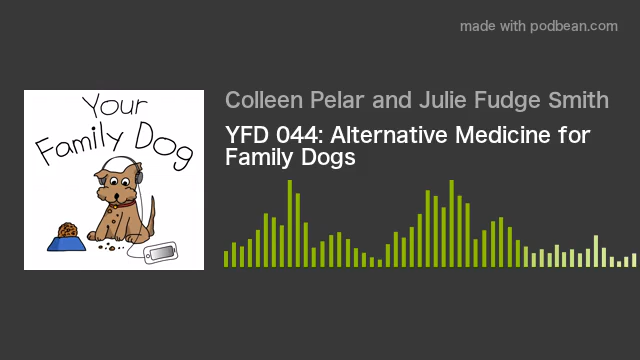 made with podbean.com
Your
Family Dog
Colleen Pelar and Julie Fudge Smith
YFD 044: Alternative Medicine for
Family Dogs